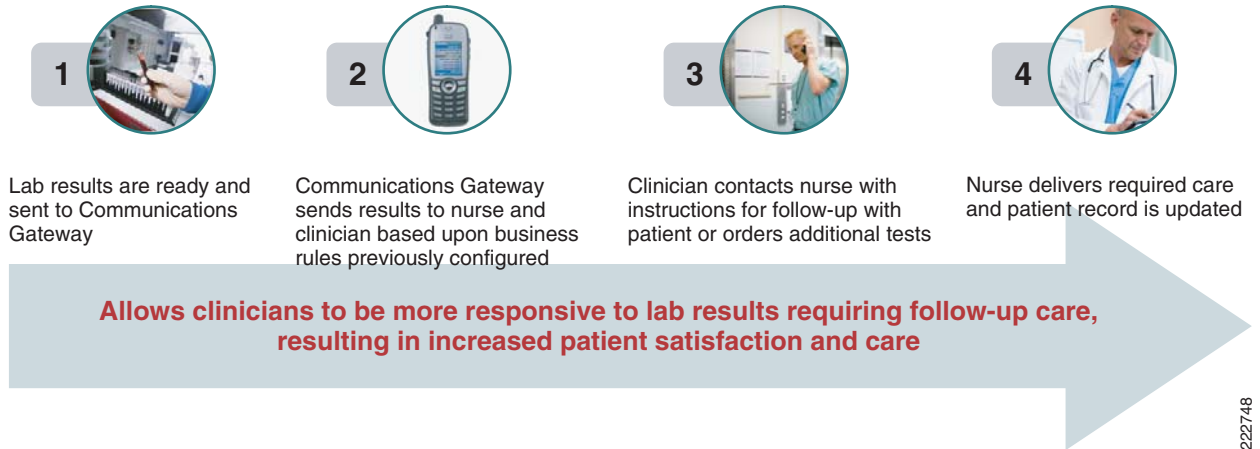 1
2
3
4
Lab results are ready and
sent to Communications
Gateway
Communications Gateway
sends results to nurse and
clinician based upon business
rules previously configured
Clinician contacts nurse with
instructions for follow-up with
patient or orders additional tests
Nurse delivers required care
and patient record is updated
Allows clinicians to be more responsive to lab results requiring follow-up care,
resulting in increased patient satisfaction and care
222748